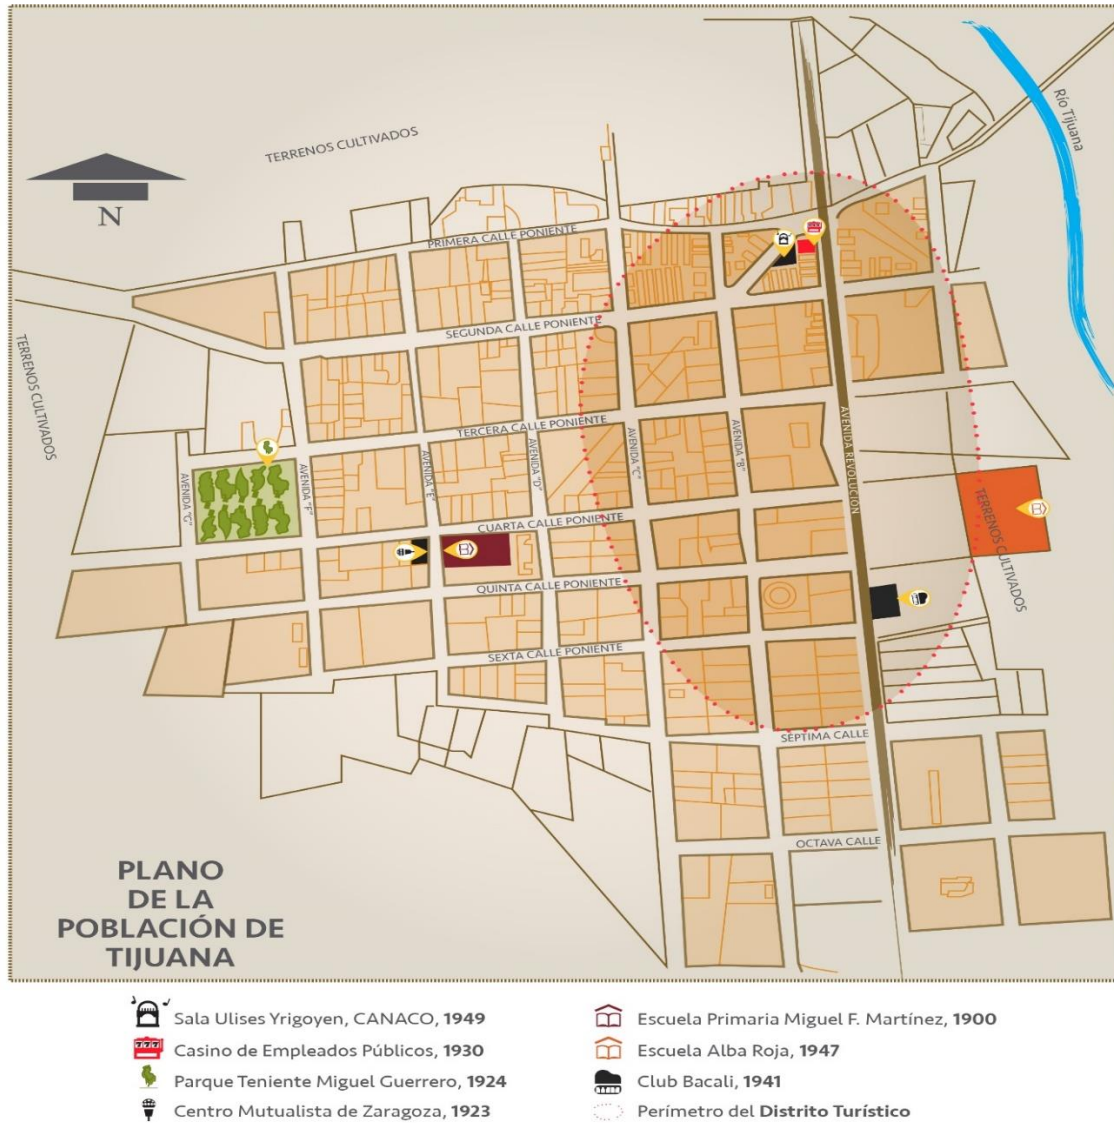 Río Tijuana
TERRENOS CULTIVADOS
N
PRIMERA CALLE PONIENTE
SEGUNDA CALLE PONIENTE
TERRENOS CULTIVADOS
TERCERA CALLE PONIENTE
AVENIDA "G"
AVENIDA "F"
AVENIDA "E"
AVENIDA "D"
AVENIDA "C"
AVENIDA "B"
AVENIDA REVOLUCIÓN
TERRENOS CULTIVADOS
CUARTA CALLE PONIENTE
QUINTA CALLE PONIENTE
SEXTA CALLE PONIENTE
SÉPTIMA CALLE
OCTAVA CALLE
PLANO
DE LA
POBLACIÓN DE
TIJUANA
Sala Ulises Yrigoyen, CANACO, 1949
777 Casino de Empleados Públicos, 1930
Parque Teniente Miguel Guerrero, 1924
Centro Mutualista de Zaragoza, 1923
Escuela Primaria Miguel F. Martínez, 1900
Escuela Alba Roja, 1947
Club Bacali, 1941
Perímetro del Distrito Turístico